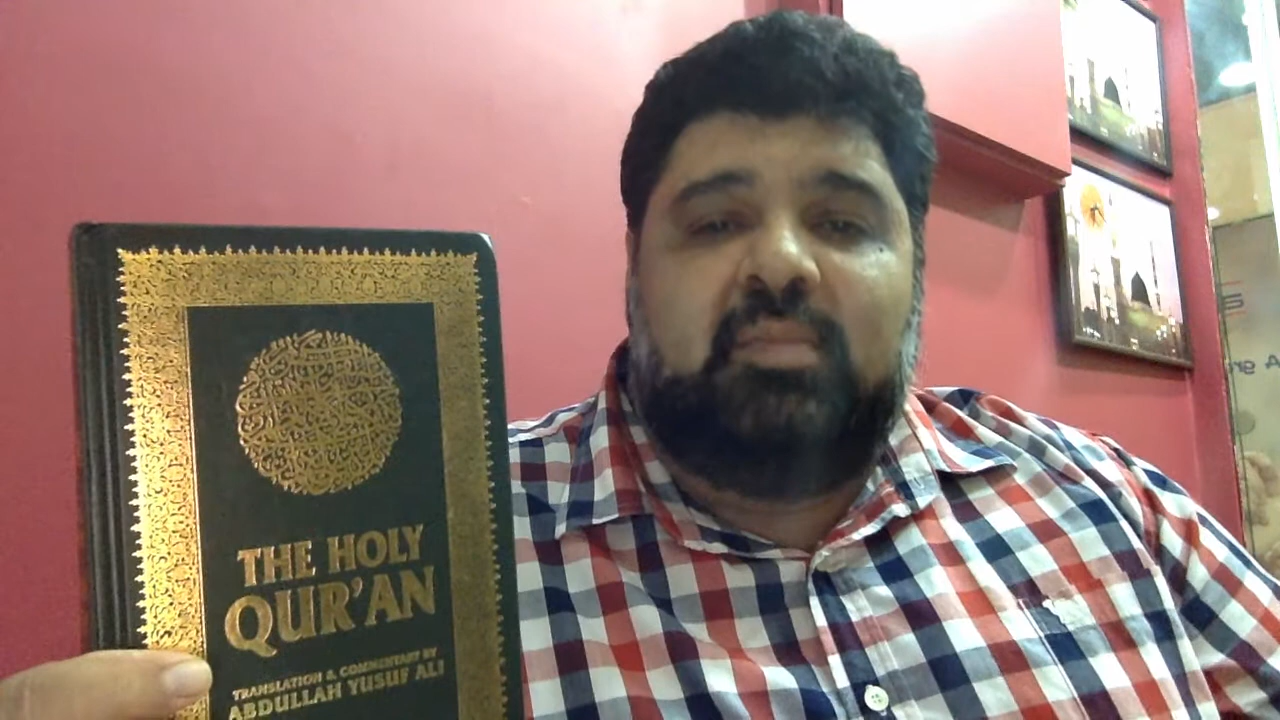 THE HOLY
QUR'AN
TRANSLATION & COMMENTARY BY
ABDULLAH YUSUF ALI